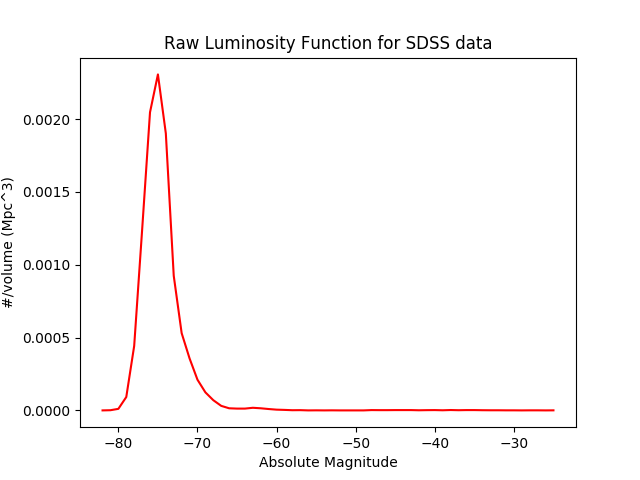 Raw Luminosity Function for SDSS data
#/volume (Mpc^3)
0.0020
0.0015
0.0010
0.0005
0.0000
−80 −70 −60 −50 −40 −30
Absolute Magnitude